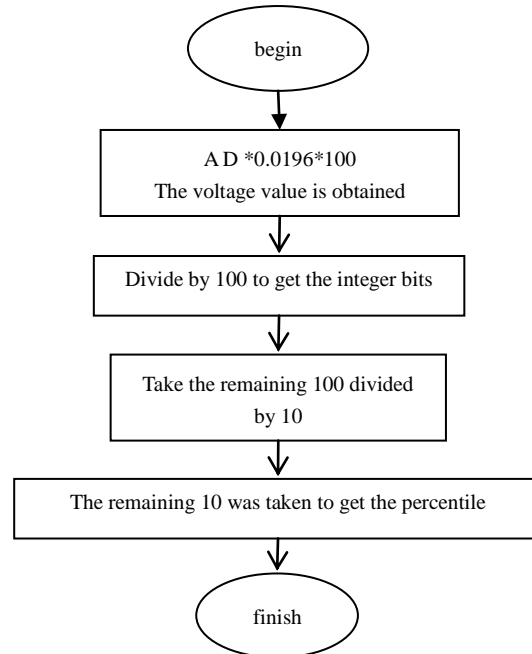 begin
A D *0.0196*100
The voltage value is obtained
Divide by 100 to get the integer bits
Take the remaining 100 divided
by 10
The remaining 10 was taken to get the percentile
finish